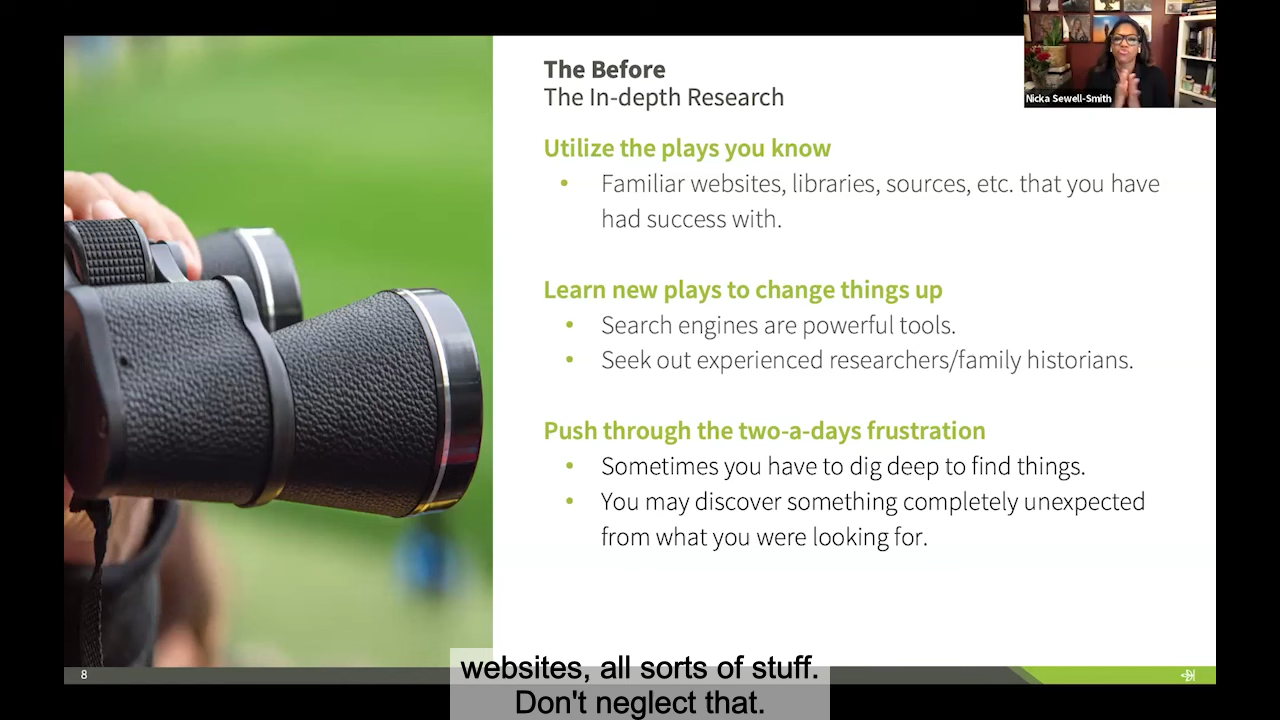 The Before
The In-depth Research
Nicka Sewell-Smith
Utilize the plays you know
• Familiar websites, libraries, sources, etc. that you have
had success with.
Learn new plays to change things up
• Search engines are powerful tools.
• Seek out experienced researchers/family historians.
Push through the two-a-days frustration
• Sometimes you have to dig deep to find things.
• You may discover something completely unexpected
from what you were looking for.
8
websites, all sorts of stuff.
Don't neglect that.